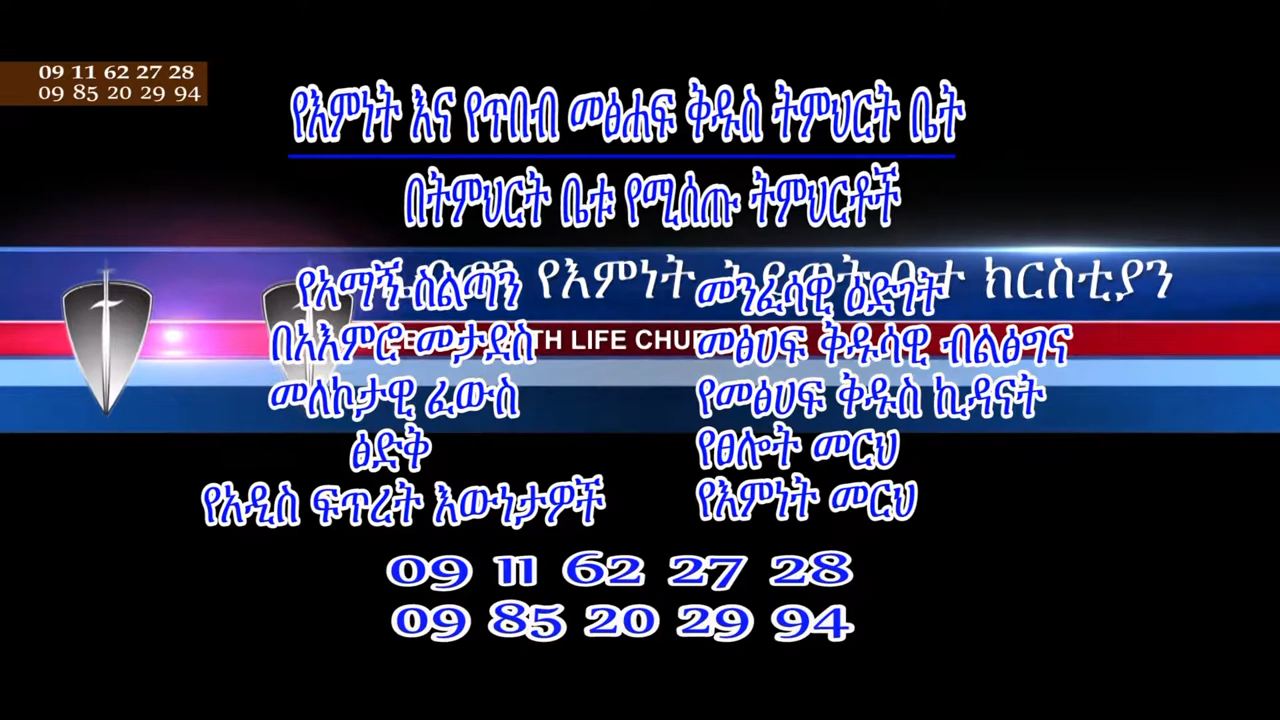 09 11 62 27 28
09 85 20 29 94
የእምነት እና የጥበብ መፅሐፍ ቅዱስ ትምህርት ቤት
በትምህርት ቤቱ የሚሰጡ ትምህርቶች
የእምነት ክርስቲያን
TH LIFE
የአማኝ ስልጣን
በአእምሮ መታደስ
መለኮታዊ ፈውስ
ፅድቅ
የአዲስ ፍጥረት እውነታዎች
መንፈሳዊ ዕድገት
መፅሀፍ ቅዱሳዊ ብልፅግና
የመፅሀፍ ቅዱስ ኪዳናት
የፀሎት መርህ
የእምነት መርህ
09 11 62 27 28
09 85 20 29 94